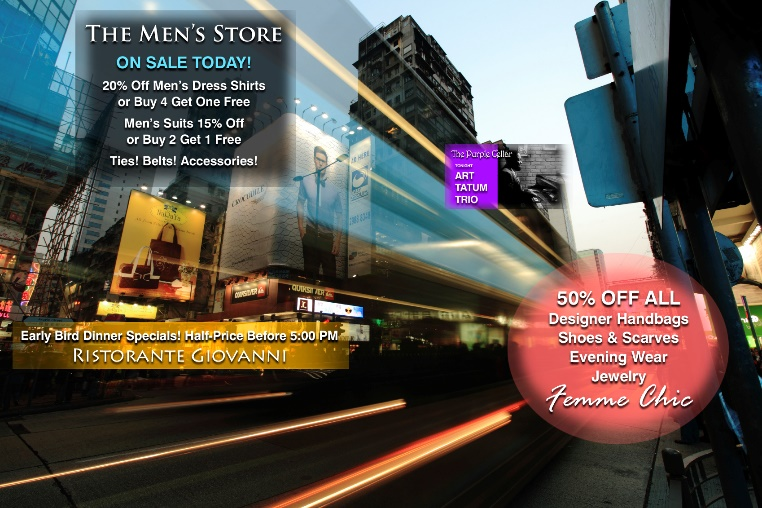 The Men's Store
ON SALE TODAY!
20% Off Men's Dress Shirts
or Buy 4 Get One Free
Men's Suits 15% Off
or Buy 2 Get 1 Free
Ties! Belts! Accessories!
The Purple Cellar
TONIGHT
ART
TATUM
TRIO
CROCODILE
QUIKSILVER
Early Bird Dinner Specials! Half-Price Before 5:00 PM
Ristorante Giovanni
50% OFF ALL
Designer Handbags
Shoes & Scarves
Evening Wear
Jewelry
Femme Chic